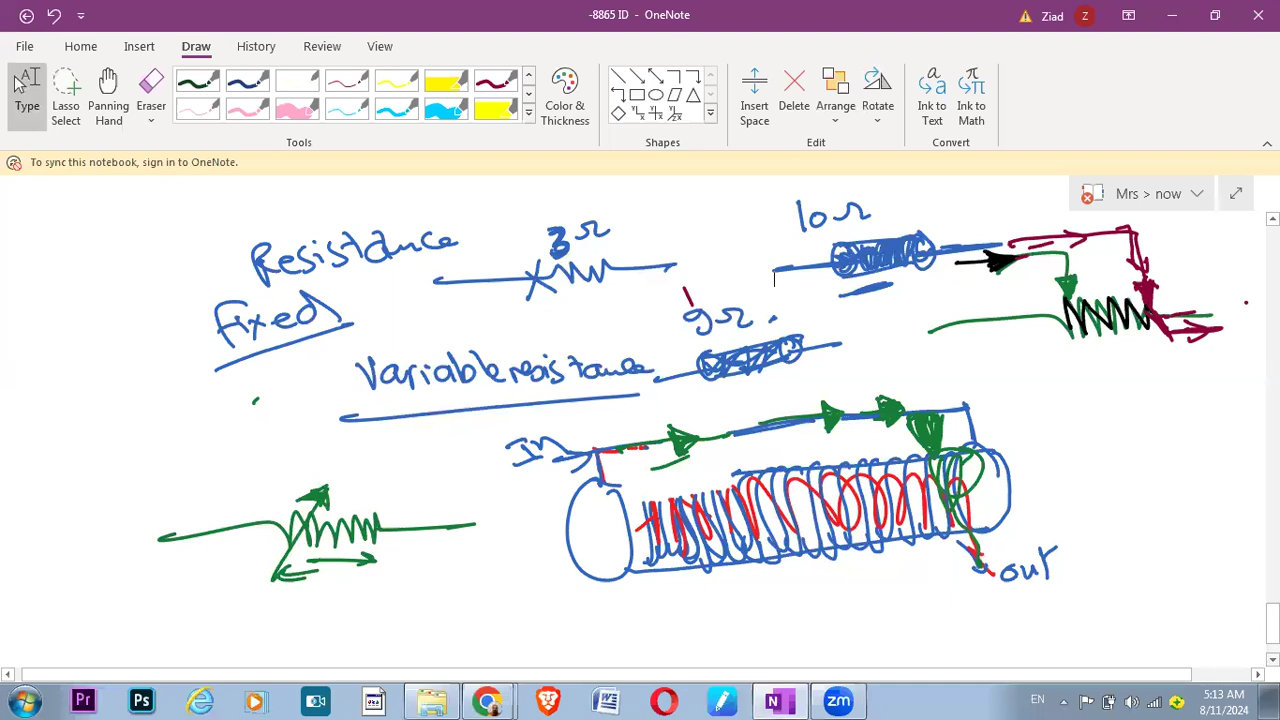 -8865 ID - OneNote
Ziad
Z
File Home Insert Draw History Review View
Type
Lasso Select
Panning Hand
Eraser
Color & Thickness
Insert Space
Delete
Arrange
Rotate
Ink to Text
Ink to Math
Tools
Shapes
Edit
Convert
To sync this notebook, sign in to OneNote.
Mrs > now
Resistance
3Ω
10Ω
fixed
9Ω
Variable resistance
In
out
Pr
Ps
W
N
zm
EN
5:13 AM
8/11/2024